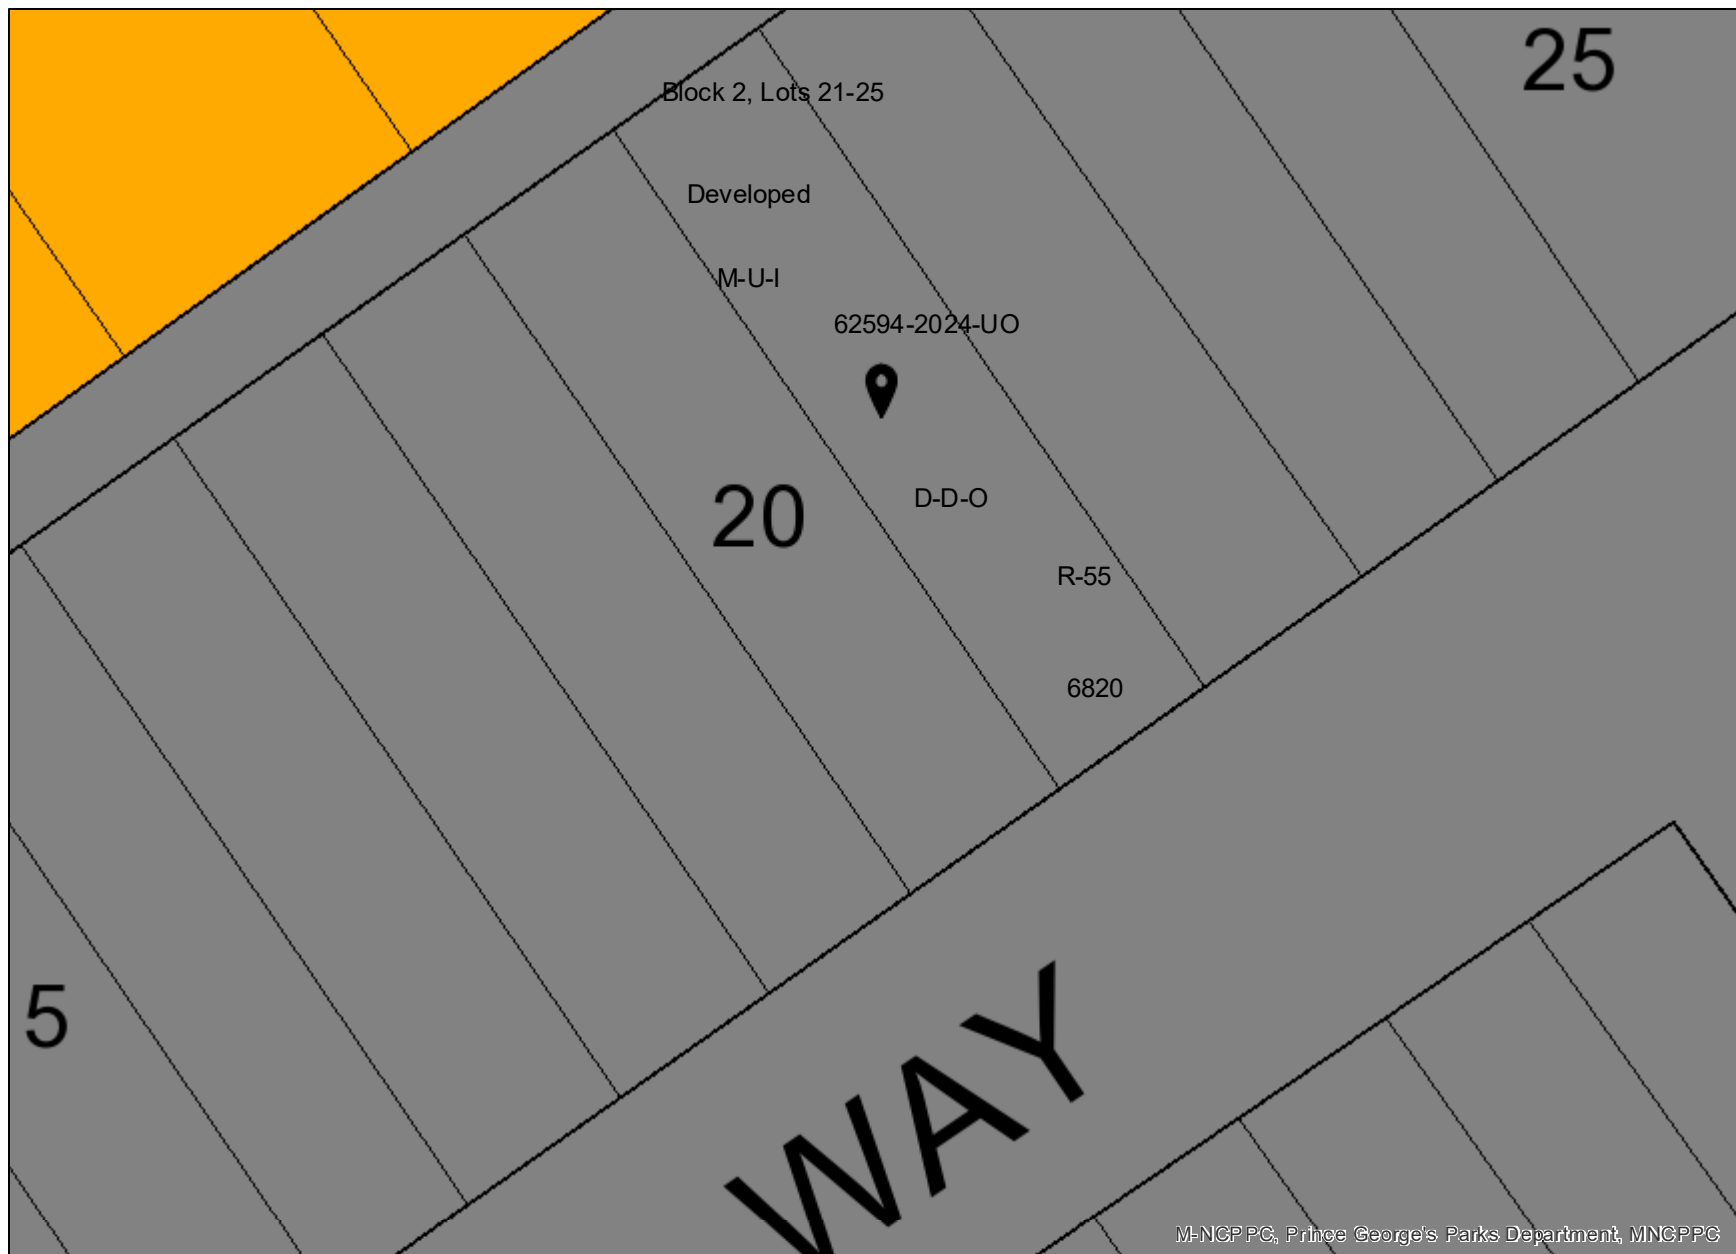 25
Block 2, Lots 21-25
Developed
M-U-I
62594-2024-UO
20
D-D-O
R-55
6820
5
WAY
M-NCPPC, Prince George's Parks Department, MNCPPC